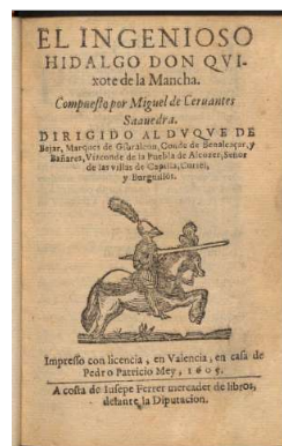 EL INGENIOSO
HIDALGO DON QVI-
xote de la Mancha.
Compuesto por Miguel de Ceruantes
Saauedra.
DIRIGIDO AL DVQVE DE
Bejar, Marques de Gibraleon, Conde de Benalcaçar, y
Bañares, Vizconde de la Puebla de Alcozer, Señor
de las villas de Capilla, Curiel,
y Burguillos.
Impresso con licencia, en Valencia, en casa de
Pedro Patricio Mey, 1605.
A costa de Iusepe Ferrer mercader de libros,
delante la Diputacion.